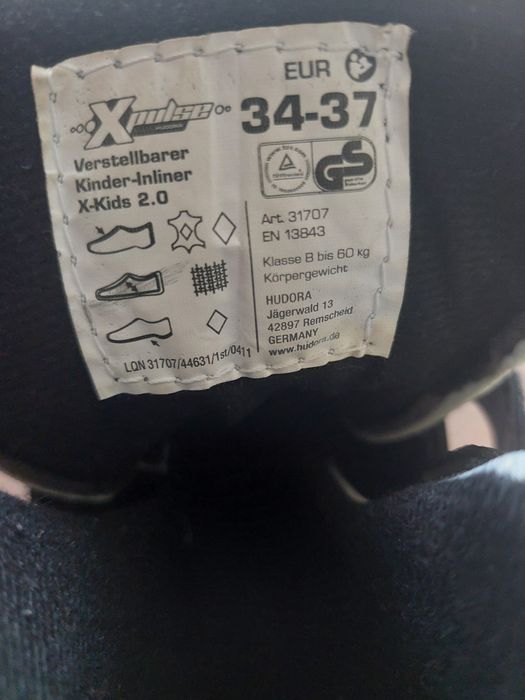 EUR
Xpulse
34-37
Verstellbarer
Kinder-Inliner
X-Kids 2.0
GS
Art. 31707
EN 13843
Klasse B bis 60 kg
Körpergewicht
HUDORA
Jägerwald 13
42897 Remscheid
GERMANY
www.hudora.de
LQN 31707/44631/1st/0411